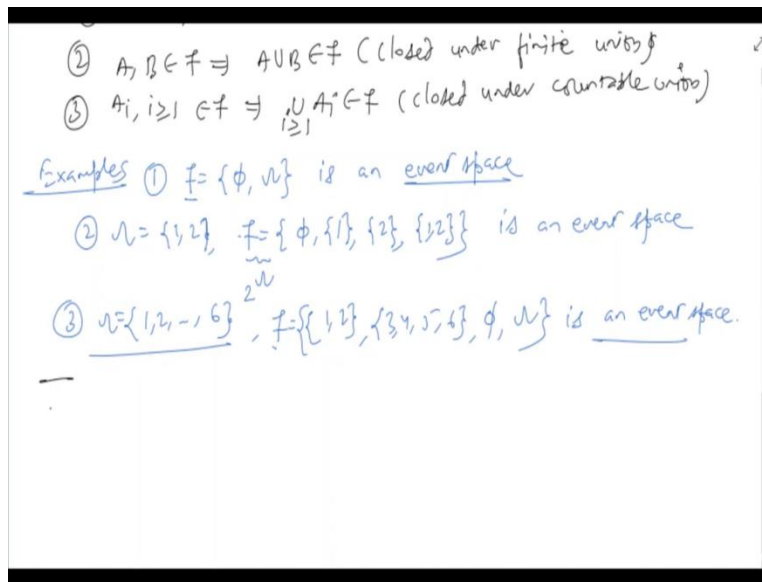 ② A, B ∈ f ⇒ A∪B ∈ f (closed under finite unions)
③ Ai, i≥1 ∈ f ⇒ ∪ i≥1 Ai ∈ f (closed under countable unions)
Examples ① f = {φ, Ω} is an event space
② Ω = {1,2}, f = {φ, {1}, {2}, {1,2}} is an event space
2^Ω
③ Ω = {1,2,-,6}, f = {{1,2}, {3,4,5,6}, φ, Ω} is an event space.